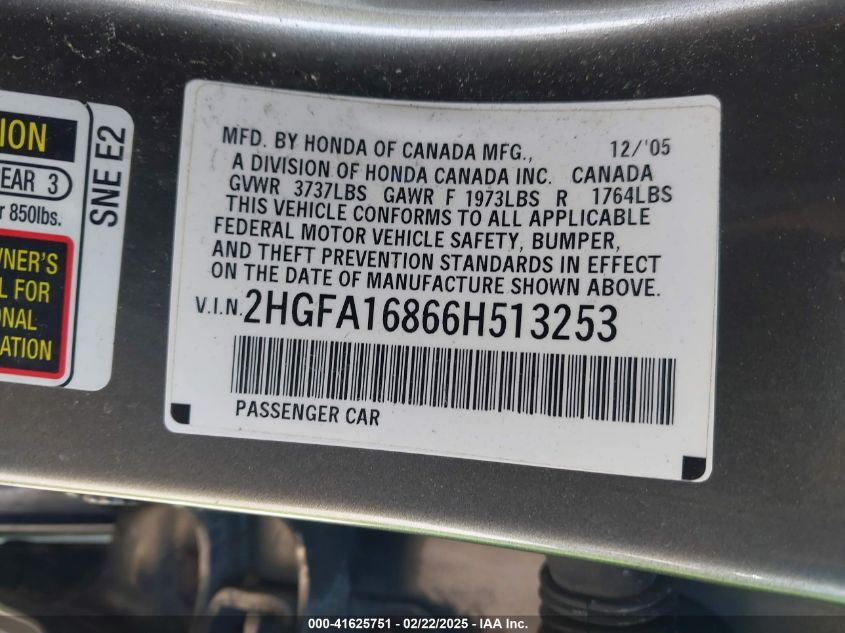 ION
EAR 3
850lbs.
WNER'S
FOR
ONAL
ATION
SNE E2
MFD. BY HONDA OF CANADA MFG., 12/'05
A DIVISION OF HONDA CANADA INC. CANADA
GVWR 3737LBS GAWR F 1973LBS R 1764LBS
THIS VEHICLE CONFORMS TO ALL APPLICABLE
FEDERAL MOTOR VEHICLE SAFETY, BUMPER,
AND THEFT PREVENTION STANDARDS IN EFFECT
ON THE DATE OF MANUFACTURE SHOWN ABOVE.
V.I.N. 2HGFA16866H513253
PASSENGER CAR
000-41625751 - 02/22/2025 - IAA Inc.